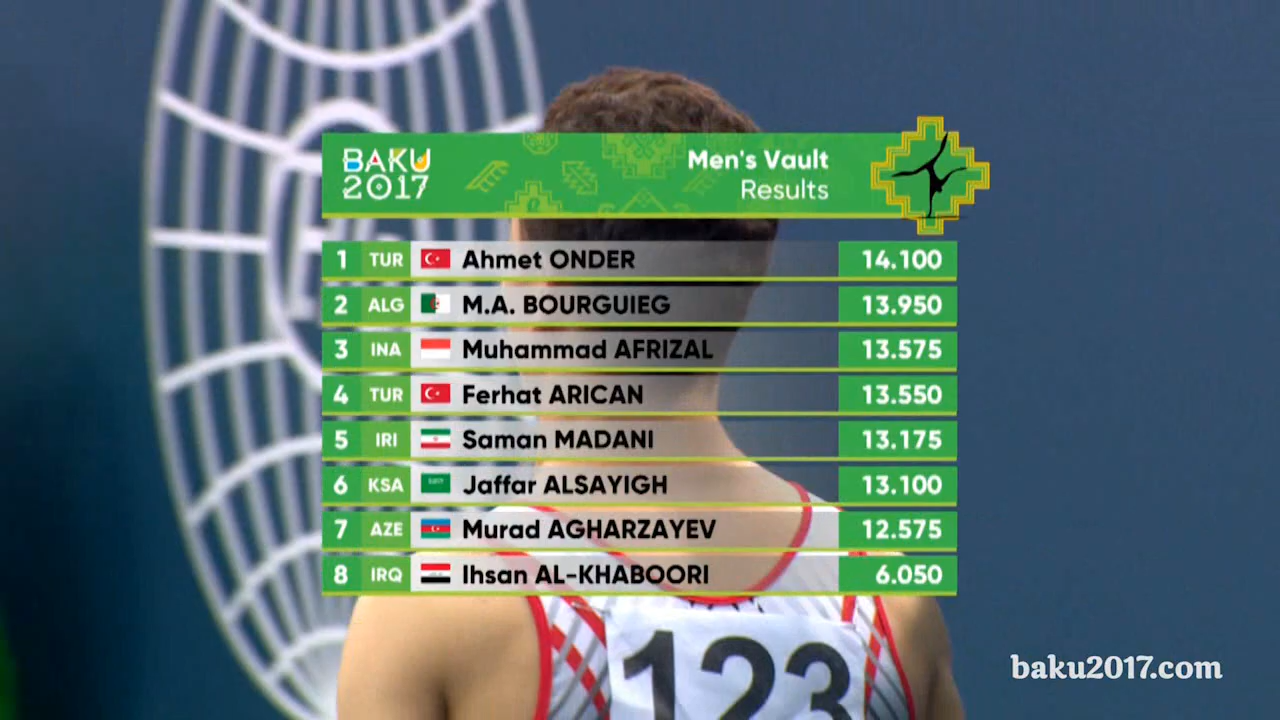 BAKU
2017
Men's Vault
Results
1 TUR Ahmet ONDER 14.100
2 ALG M.A. BOURGUIEG 13.950
3 INA Muhammad AFRIZAL 13.575
4 TUR Ferhat ARICAN 13.550
5 IRI Saman MADANI 13.175
6 KSA Jaffar ALSAYIGH 13.100
7 AZE Murad AGHARZAYEV 12.575
8 IRQ Ihsan AL-KHABOORI 6.050
123
baku2017.com